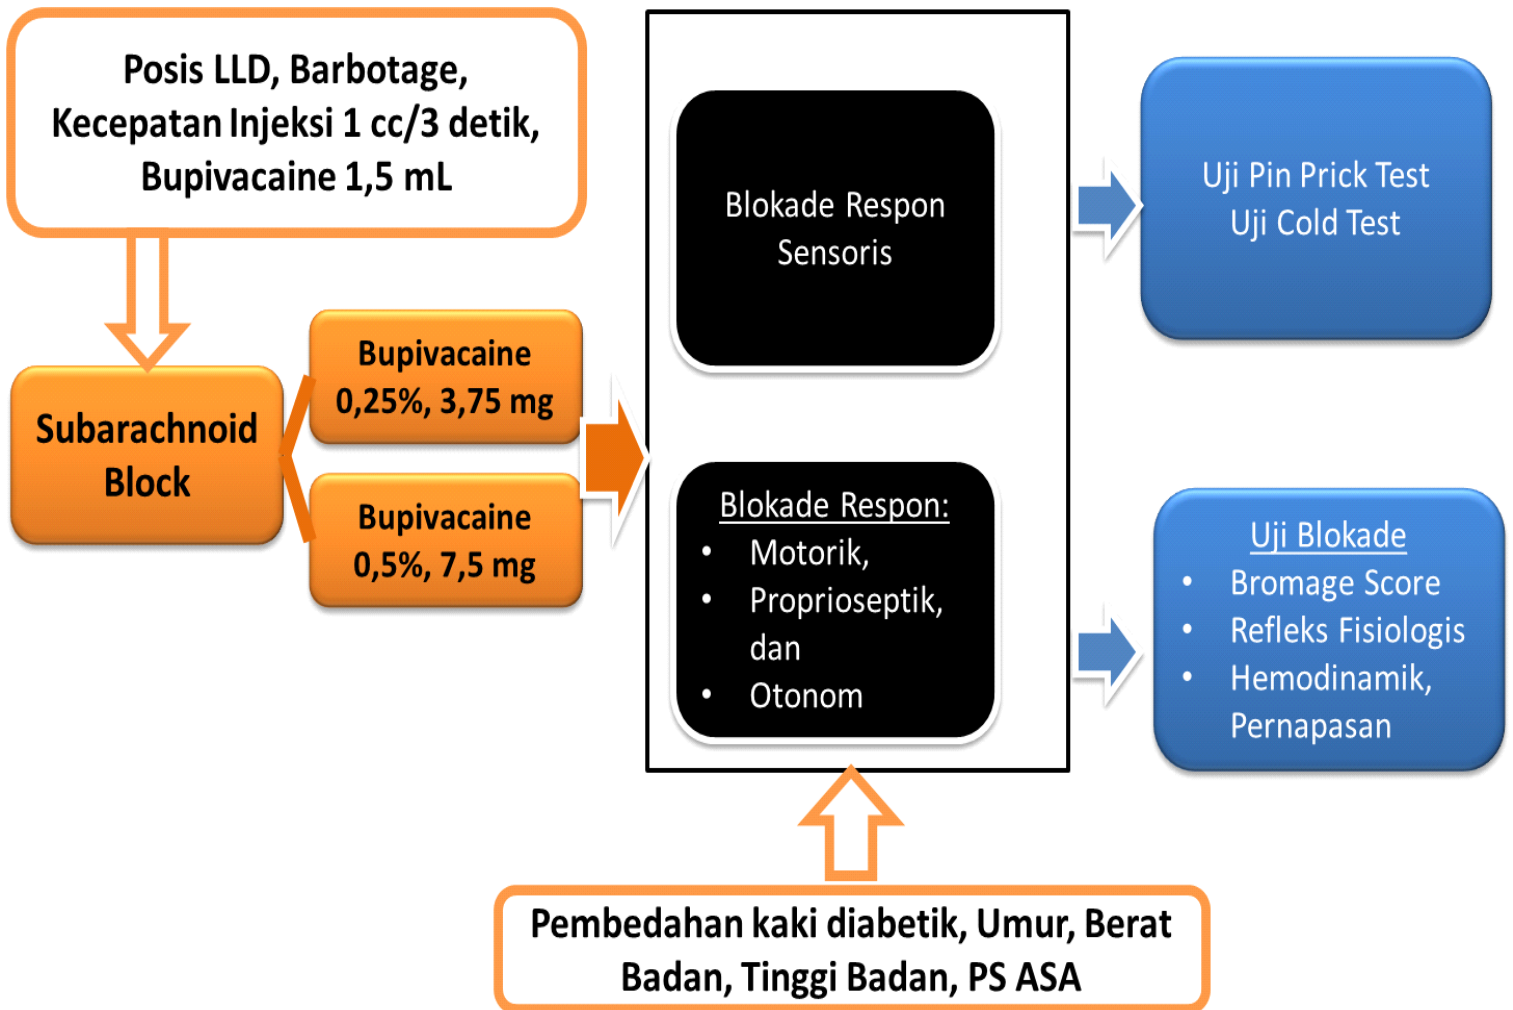 Posis LLD, Barbotage,
Kecepatan Injeksi 1 cc/3 detik,
Bupivacaine 1,5 mL
Subarachnoid
Block
Bupivacaine
0,25%, 3,75 mg
Bupivacaine
0,5%, 7,5 mg
Blokade Respon
Sensoris
Blokade Respon:
• Motorik,
• Proprioseptik,
dan
• Otonom
Uji Pin Prick Test
Uji Cold Test
Uji Blokade
• Bromage Score
• Refleks Fisiologis
• Hemodinamik,
Pernapasan
Pembedahan kaki diabetik, Umur, Berat
Badan, Tinggi Badan, PS ASA